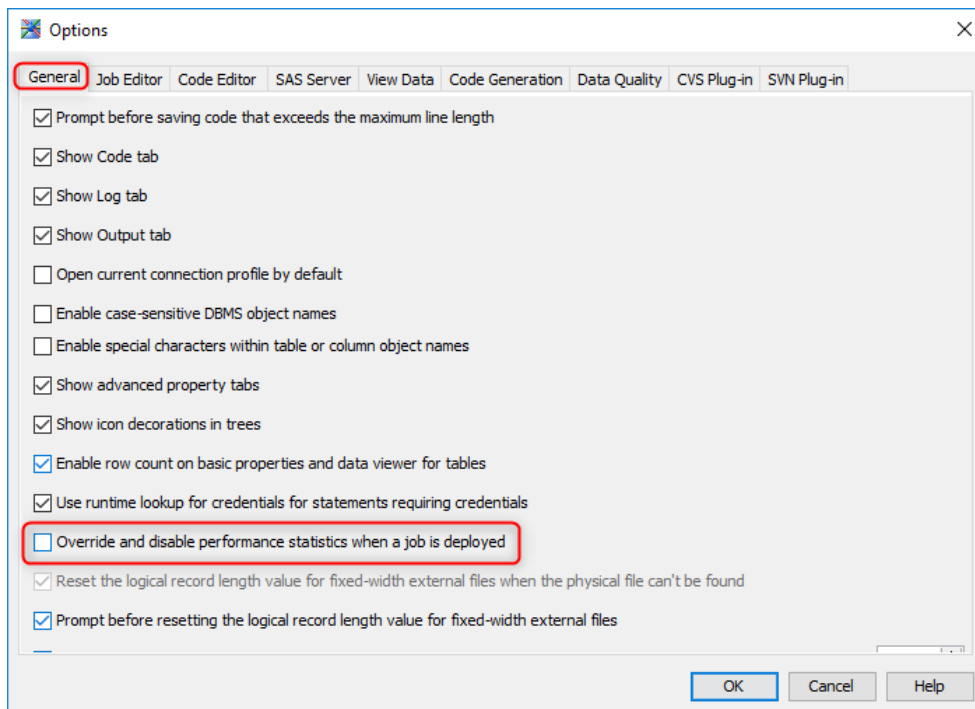 Options
General Job Editor Code Editor SAS Server View Data Code Generation Data Quality CVS Plug-in SVN Plug-in
Prompt before saving code that exceeds the maximum line length
Show Code tab
Show Log tab
Show Output tab
Open current connection profile by default
Enable case-sensitive DBMS object names
Enable special characters within table or column object names
Show advanced property tabs
Show icon decorations in trees
Enable row count on basic properties and data viewer for tables
Use runtime lookup for credentials for statements requiring credentials
Override and disable performance statistics when a job is deployed
Reset the logical record length value for fixed-width external files when the physical file can't be found
Prompt before resetting the logical record length value for fixed-width external files
OK Cancel Help